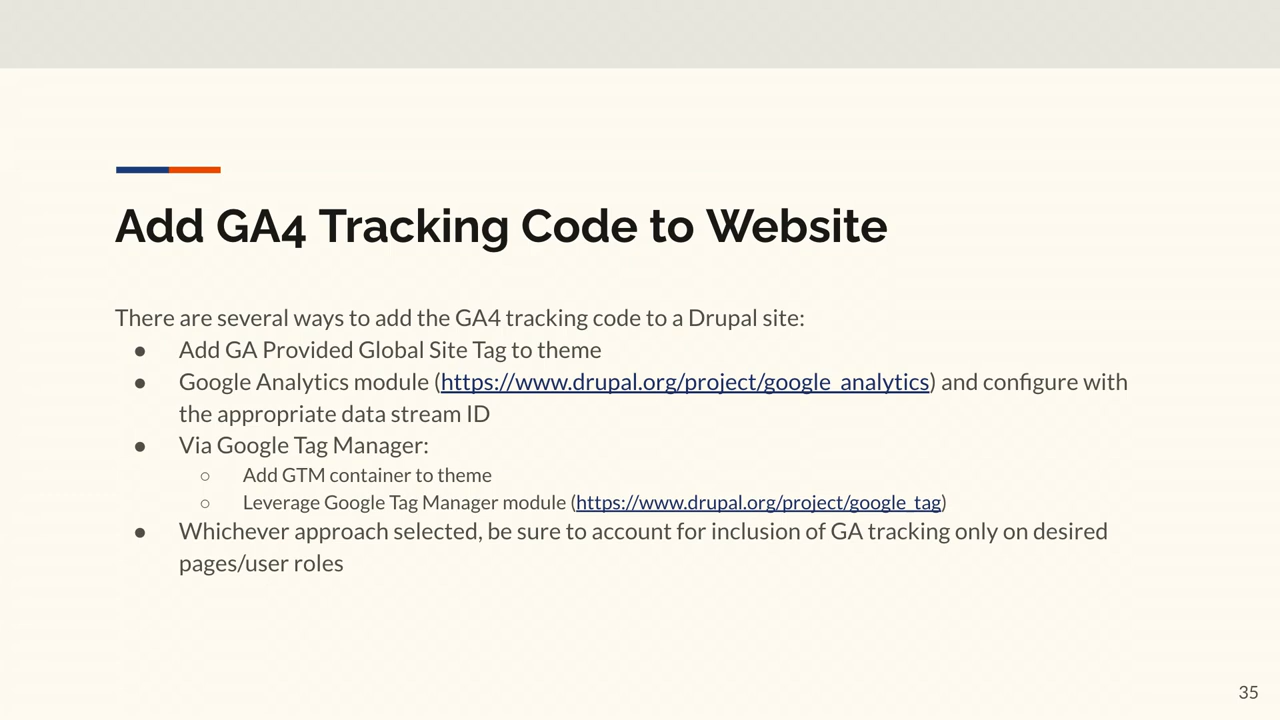 Add GA4 Tracking Code to Website
There are several ways to add the GA4 tracking code to a Drupal site:
● Add GA Provided Global Site Tag to theme
● Google Analytics module (https://www.drupal.org/project/google_analytics) and configure with
the appropriate data stream ID
● Via Google Tag Manager:
○ Add GTM container to theme
○ Leverage Google Tag Manager module (https://www.drupal.org/project/google_tag)
● Whichever approach selected, be sure to account for inclusion of GA tracking only on desired
pages/user roles
35